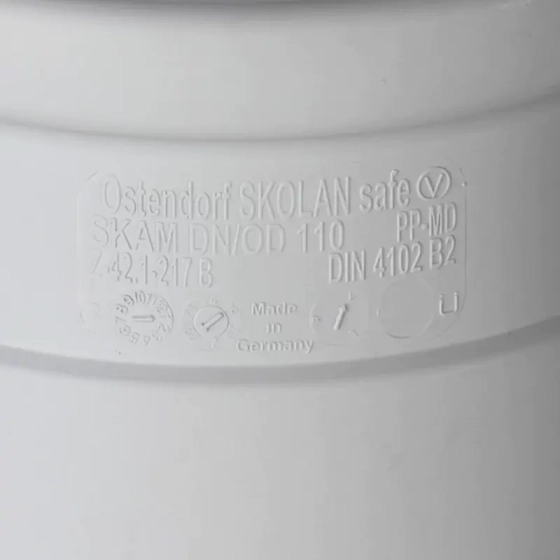 Ostendorf SKOLAN safe
SKAM DN/OD 110 PP-MD
Z-42.1-217 B DIN 4102 B2
Made
in
Germany